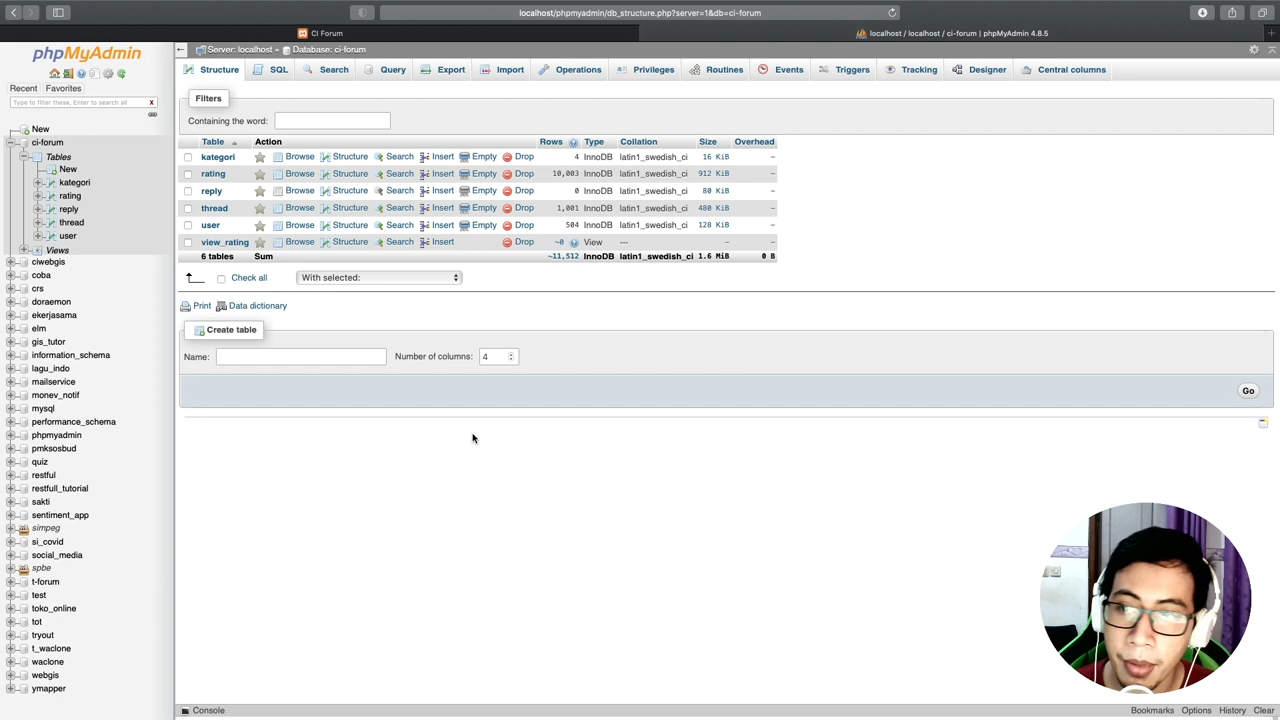 localhost/phpmyadmin/db_structure.php?server=1&db=ci-forum
CI Forum
localhost / localhost / ci-forum | phpMyAdmin 4.8.5
phpMyAdmin
Recent Favorites
Type to filter these, Enter to search all X
New
ci-forum
Tables
New
kategori
rating
reply
thread
user
Views
ciwebgis
coba
crs
doraemon
ekerjasama
elm
gis_tutor
information_schema
lagu_indo
mailservice
monev_notif
mysql
performance_schema
phpmyadmin
pmksosbud
quiz
restful
restfull_tutorial
sakti
sentiment_app
simpeg
si_covid
social_media
spbe
t-forum
test
toko_online
tot
tryout
t_waclone
waclone
webgis
ymapper
Server: localhost » Database: ci-forum
Structure SQL Search Query Export Import Operations Privileges Routines Events Triggers Tracking Designer Central columns
Filters
Containing the word:
Table Action Rows Type Collation Size Overhead
kategori Browse Structure Search Insert Empty Drop 4 InnoDB latin1_swedish_ci 16 KiB –
rating Browse Structure Search Insert Empty Drop 10,003 InnoDB latin1_swedish_ci 912 KiB –
reply Browse Structure Search Insert Empty Drop 0 InnoDB latin1_swedish_ci 80 KiB –
thread Browse Structure Search Insert Empty Drop 1,001 InnoDB latin1_swedish_ci 480 KiB –
user Browse Structure Search Insert Empty Drop 504 InnoDB latin1_swedish_ci 128 KiB –
view_rating Browse Structure Search Insert Drop ~0 View --- – –
6 tables Sum ~11,512 InnoDB latin1_swedish_ci 1.6 MiB 0 B
Check all With selected:
Print Data dictionary
Create table
Name: Number of columns: 4
Go
Console Bookmarks Options History Clear